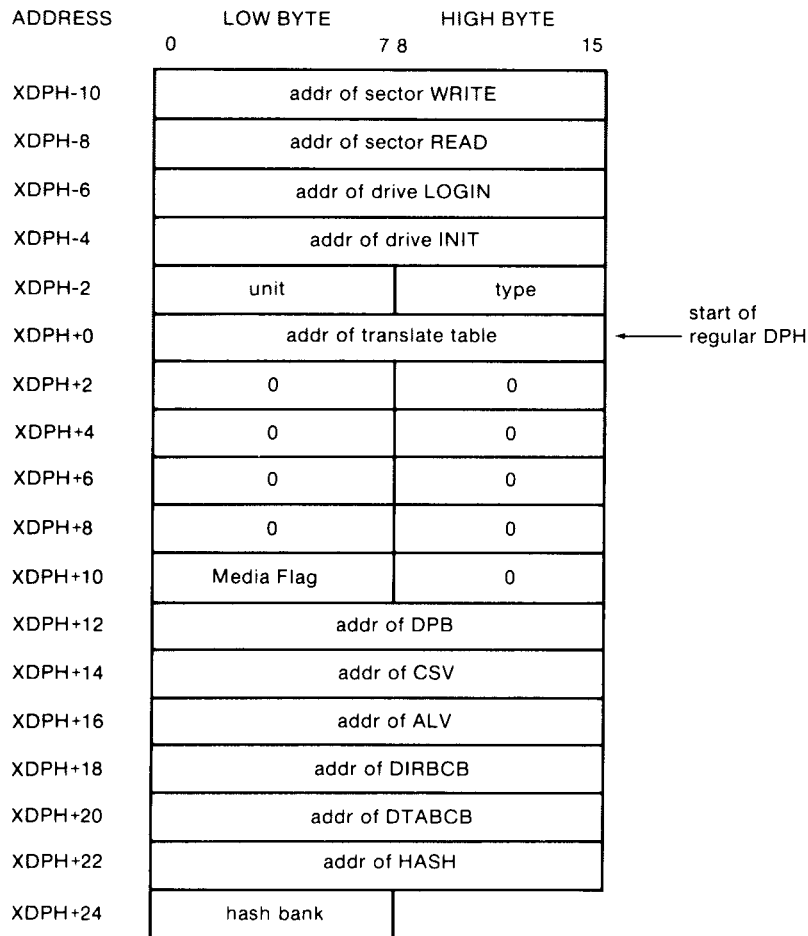 ADDRESS LOW BYTE HIGH BYTE
0 7 8 15
XDPH-10 addr of sector WRITE
XDPH-8 addr of sector READ
XDPH-6 addr of drive LOGIN
XDPH-4 addr of drive INIT
XDPH-2 unit type
start of
XDPH+0 addr of translate table regular DPH
XDPH+2 0 0
XDPH+4 0 0
XDPH+6 0 0
XDPH+8 0 0
XDPH+10 Media Flag 0
XDPH+12 addr of DPB
XDPH+14 addr of CSV
XDPH+16 addr of ALV
XDPH+18 addr of DIRBCB
XDPH+20 addr of DTABCB
XDPH+22 addr of HASH
XDPH+24 hash bank